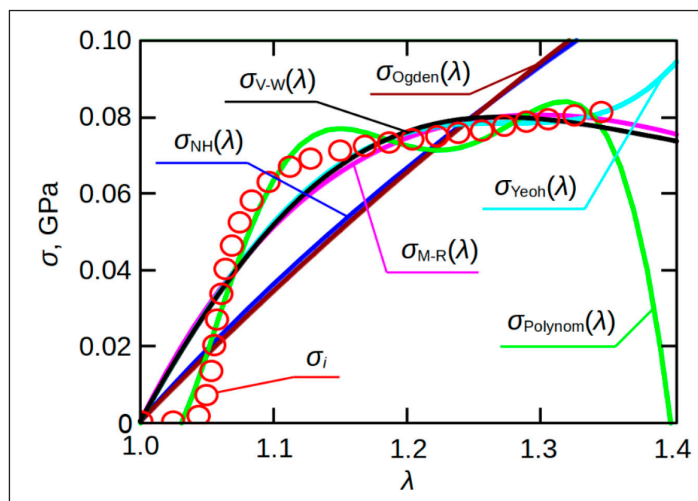 0.10
σV-W(λ)
σOgden(λ)
0.08
σNH(λ)
0.06
σYeoh(λ)
σ, GPa
σM-R(λ)
0.04
σPolynom(λ)
0.02
σi
0
1.0 1.1 1.2 1.3 1.4
λ